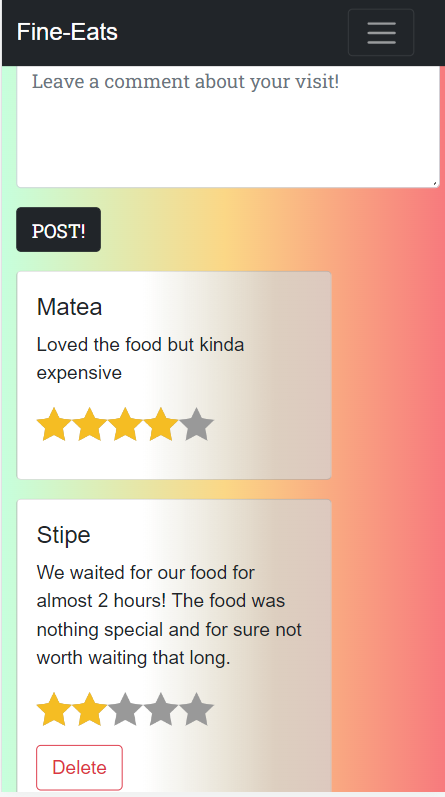 Fine-Eats
Leave a comment about your visit!
POST!
Matea
Loved the food but kinda
expensive
Stipe
We waited for our food for
almost 2 hours! The food was
nothing special and for sure not
worth waiting that long.
Delete